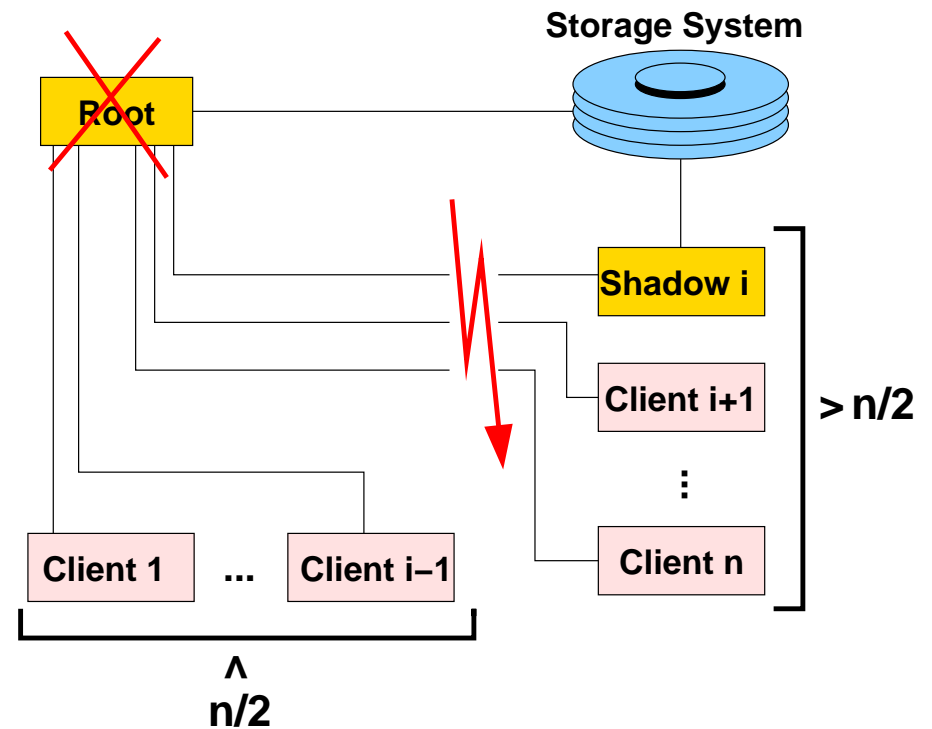 Storage System
Root
Shadow i
Client i+1
> n/2
...
Client n
Client 1 ... Client i−1
^
n/2